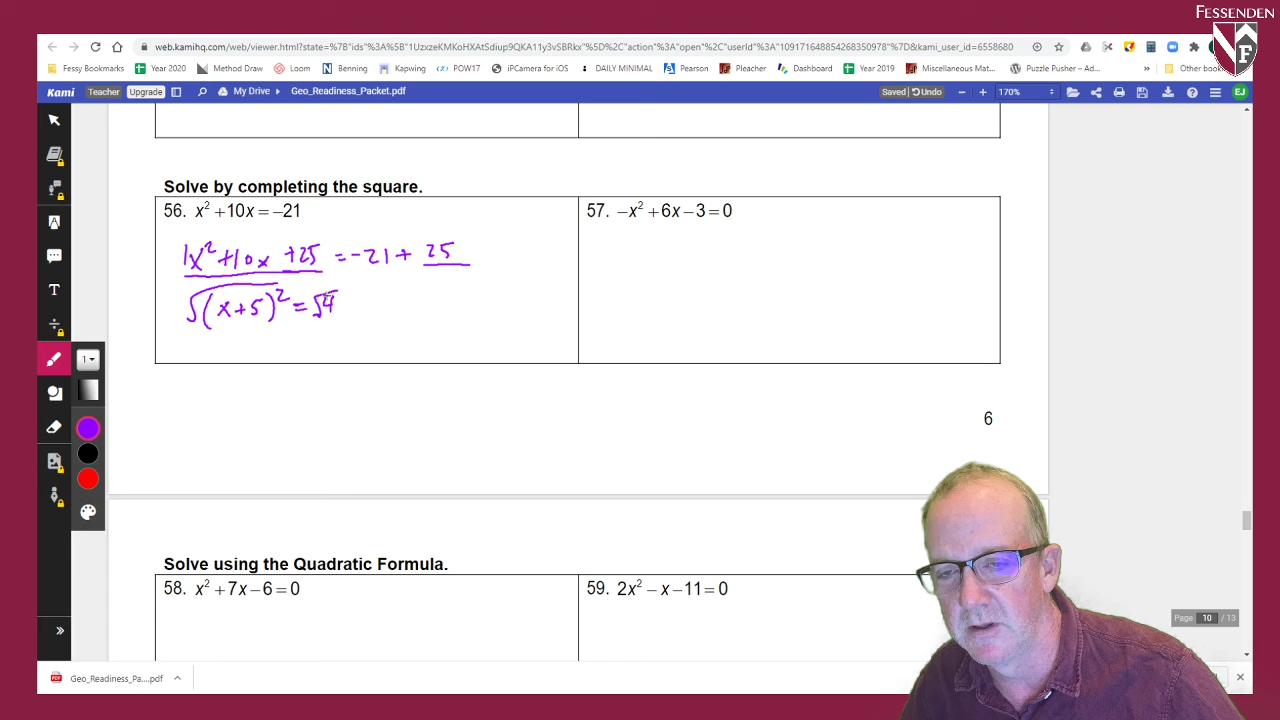 FESSENDEN
F
web.kamihq.com/web/viewer.html?state=%7B"ids"%3A%5B"1UzxzeKMKoHXAtSdiup9QKA11y3vSBRkx"%5D%2C"action"%3A"open"%2C"userId"%3A"109171648854268350978"%7D&kami_user_id=6558680
Fessy Bookmarks Year 2020 Method Draw Loom Benning Kapwing POW17 iPCamera for iOS DAILY MINIMAL Pearson Pleacher Dashboard Year 2019 Miscellaneous Mat... Puzzle Pusher – Ad... » Other book
Kami Teacher Upgrade My Drive Geo_Readiness_Packet.pdf Saved Undo 170% EJ
Solve by completing the square.
56. x² + 10x = −21
57. −x² + 6x − 3 = 0
1x² + 10x + 25 = -21 + 25
√(x+5)² = √4
1
6
Solve using the Quadratic Formula.
58. x² + 7x − 6 = 0
59. 2x² − x − 11 = 0
Page 10 / 13
Geo_Readiness_Pa....pdf